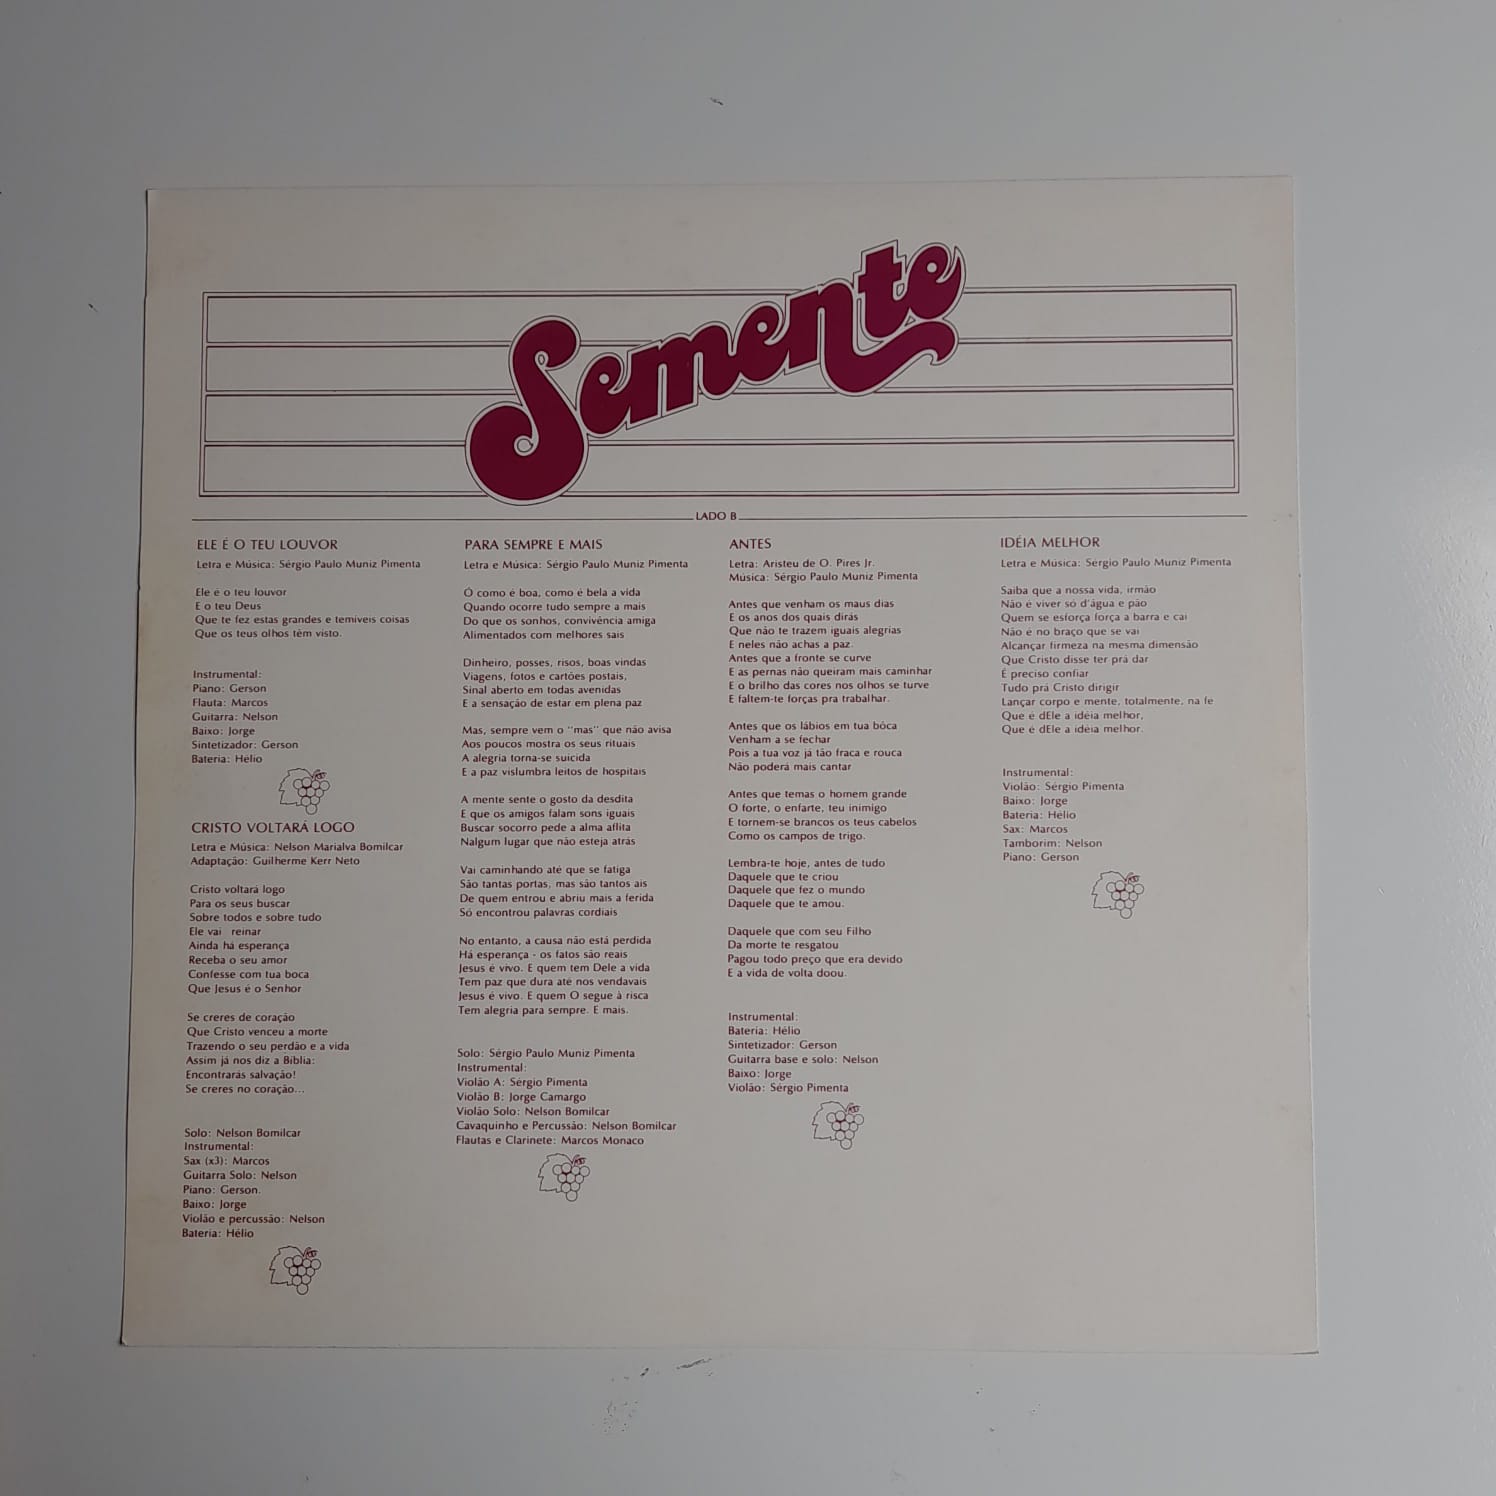 Semente
LADO B
ELE É O TEU LOUVOR
Letra e Música: Sérgio Paulo Muniz Pimenta
Ele é o teu louvor
E o teu Deus
Que te fez estas grandes e temíveis coisas
Que os teus olhos têm visto.
Instrumental:
Piano: Gerson
Flauta: Marcos
Guitarra: Nelson
Baixo: Jorge
Sintetizador: Gerson
Bateria: Hélio
CRISTO VOLTARÁ LOGO
Letra e Música: Nelson Marialva Bomilcar
Adaptação: Guilherme Kerr Neto
Cristo voltará logo
Para os seus buscar
Sobre todos e sobre tudo
Ele vai reinar
Ainda há esperança
Receba o seu amor
Confesse com tua boca
Que Jesus é o Senhor
Se creres de coração
Que Cristo venceu a morte
Trazendo o seu perdão e a vida
Assim já nos diz a Bíblia:
Encontrarás salvação!
Se creres no coração...
Solo: Nelson Bomilcar
Instrumental:
Sax (x3): Marcos
Guitarra Solo: Nelson
Piano: Gerson.
Baixo: Jorge
Violão e percussão: Nelson
Bateria: Hélio
PARA SEMPRE E MAIS
Letra e Música: Sérgio Paulo Muniz Pimenta
Ó como é boa, como é bela a vida
Quando ocorre tudo sempre a mais
Do que os sonhos, convivência amiga
Alimentados com melhores sais
Dinheiro, posses, risos, boas vindas
Viagens, fotos e cartões postais,
Sinal aberto em todas avenidas
E a sensação de estar em plena paz
Mas, sempre vem o "mas" que não avisa
Aos poucos mostra os seus rituais
A alegria torna-se suicida
E a paz vislumbra leitos de hospitais
A mente sente o gosto da desdita
E que os amigos falam sons iguais
Buscar socorro pede a alma aflita
Nalgum lugar que não esteja atrás
Vai caminhando até que se fatiga
São tantas portas, mas são tantos ais
De quem entrou e abriu mais a ferida
Só encontrou palavras cordiais
No entanto, a causa não está perdida
Há esperança - os fatos são reais
Jesus é vivo. E quem tem Dele a vida
Tem paz que dura até nos vendavais
Jesus é vivo. E quem O segue à risca
Tem alegria para sempre. E mais.
Solo: Sérgio Paulo Muniz Pimenta
Instrumental:
Violão A: Sérgio Pimenta
Violão B: Jorge Camargo
Violão Solo: Nelson Bomilcar
Cavaquinho e Percussão: Nelson Bomilcar
Flautas e Clarinete: Marcos Monaco
ANTES
Letra: Aristeu de O. Pires Jr.
Música: Sérgio Paulo Muniz Pimenta
Antes que venham os maus dias
E os anos dos quais dirás
Que não te trazem iguais alegrias
E neles não achas a paz.
Antes que a fronte se curve
E as pernas não queiram mais caminhar
E o brilho das cores nos olhos se turve
E faltem-te forças pra trabalhar.
Antes que os lábios em tua bôca
Venham a se fechar
Pois a tua voz já tão fraca e rouca
Não poderá mais cantar
Antes que temas o homem grande
O forte, o enfarte, teu inimigo
E tornem-se brancos os teus cabelos
Como os campos de trigo.
Lembra-te hoje, antes de tudo
Daquele que te criou
Daquele que fez o mundo
Daquele que te amou.
Daquele que com seu Filho
Da morte te resgatou
Pagou todo preço que era devido
E a vida de volta doou.
Instrumental:
Bateria: Hélio
Sintetizador: Gerson
Guitarra base e solo: Nelson
Baixo: Jorge
Violão: Sérgio Pimenta
IDÉIA MELHOR
Letra e Música: Sérgio Paulo Muniz Pimenta
Saiba que a nossa vida, irmão
Não é viver só d'água e pão
Quem se esforça força a barra e cai
Não é no braço que se vai
Alcançar firmeza na mesma dimensão
Que Cristo disse ter prá dar
É preciso confiar
Tudo prá Cristo dirigir
Lançar corpo e mente, totalmente, na fé
Que é dEle a idéia melhor,
Que é dEle a idéia melhor.
Instrumental:
Violão: Sérgio Pimenta
Baixo: Jorge
Bateria: Hélio
Sax: Marcos
Tamborim: Nelson
Piano: Gerson